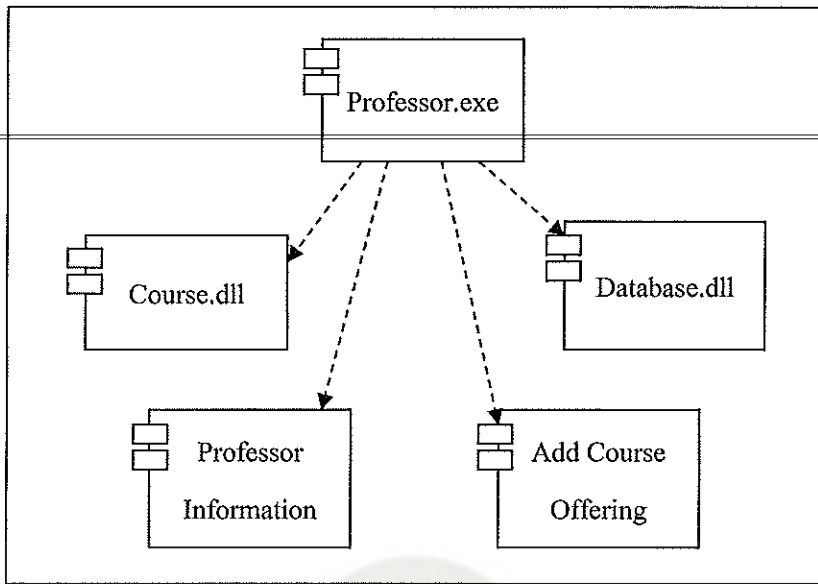 Professor.exe
Course.dll
Database.dll
Professor
Information
Add Course
Offering